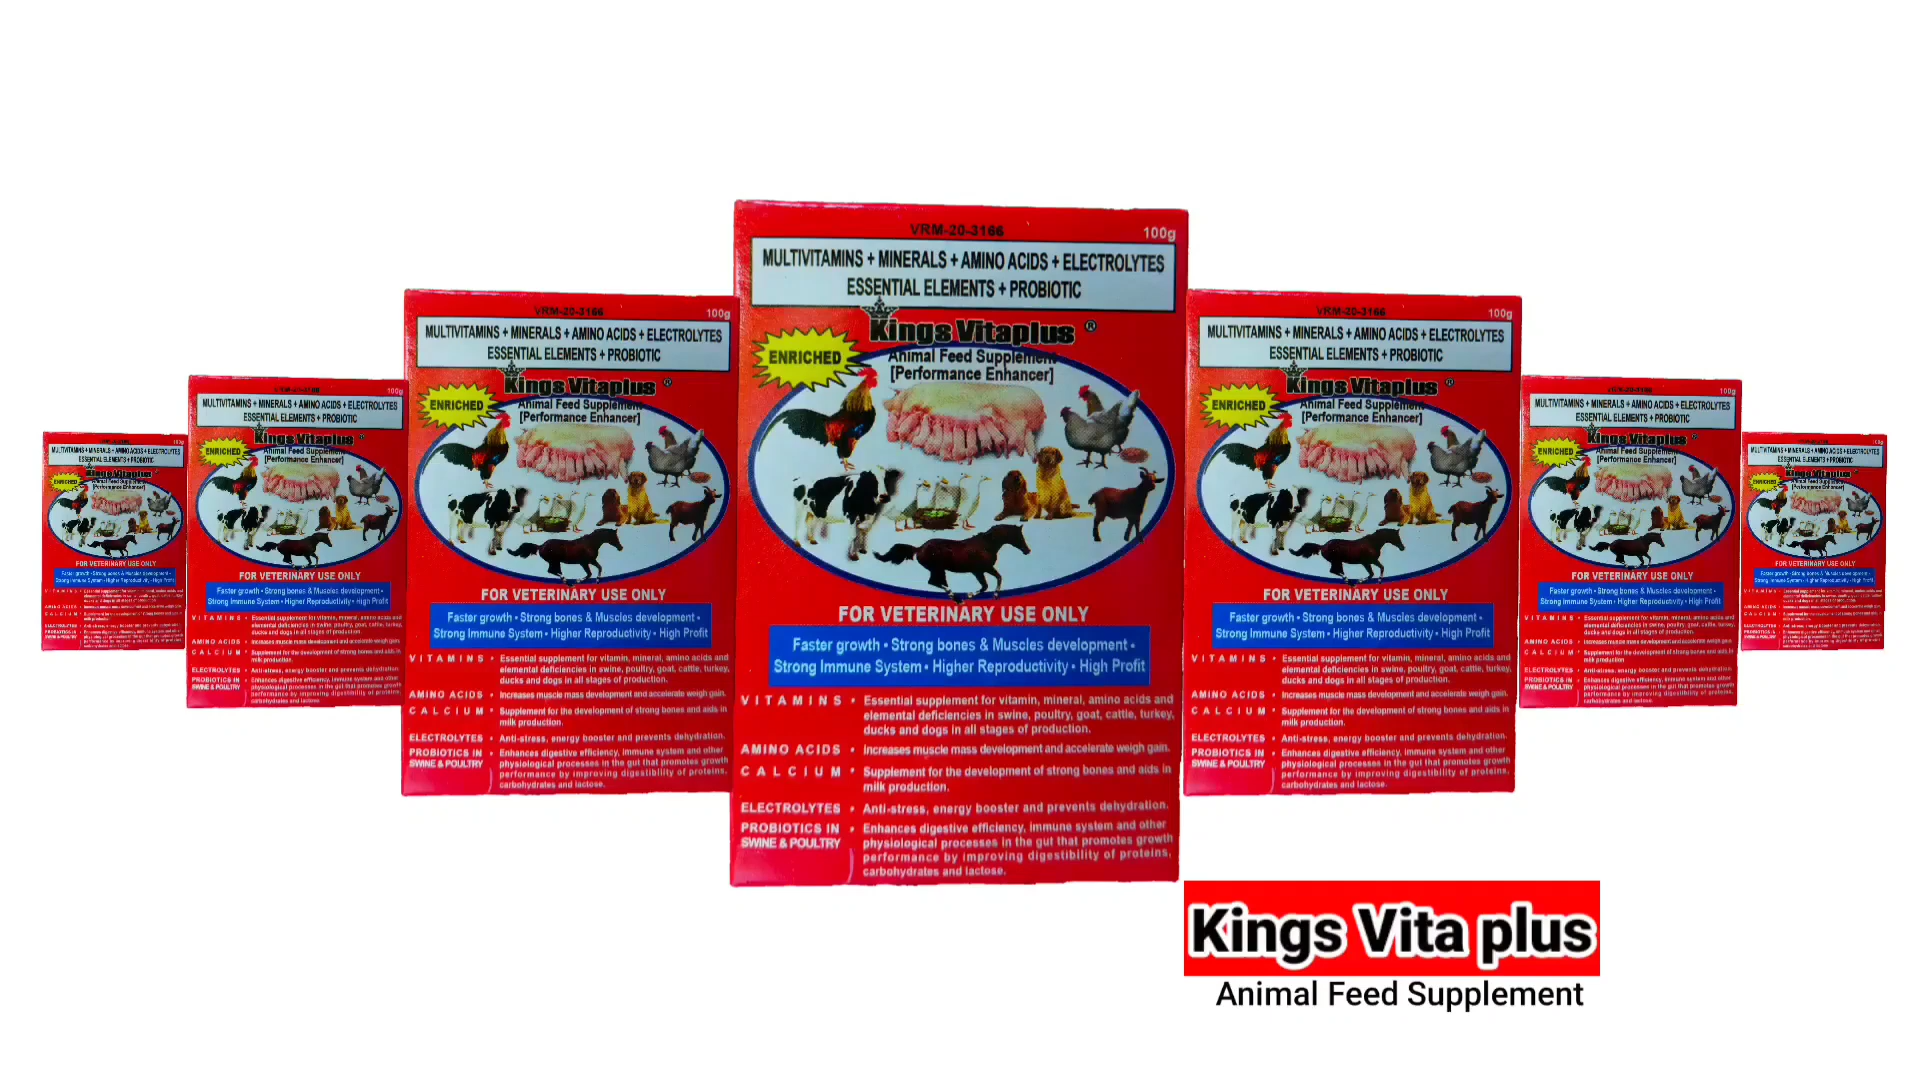 VRM-20-3166
100g
MULTIVITAMINS + MINERALS + AMINO ACIDS + ELECTROLYTES
ESSENTIAL ELEMENTS + PROBIOTIC
Kings Vitaplus ®
ENRICHED
Animal Feed Supplement
[Performance Enhancer]
FOR VETERINARY USE ONLY
Faster growth • Strong bones & Muscles development •
Strong Immune System • Higher Reproductivity • High Profit
VITAMINS • Essential supplement for vitamin, mineral, amino acids and
elemental deficiencies in swine, poultry, goat, cattle, turkey,
ducks and dogs in all stages of production.
AMINO ACIDS • Increases muscle mass development and accelerate weigh gain.
CALCIUM • Supplement for the development of strong bones and aids in
milk production.
ELECTROLYTES • Anti-stress, energy booster and prevents dehydration.
PROBIOTICS IN • Enhances digestive efficiency, immune system and other
SWINE & POULTRY physiological processes in the gut that promotes growth
performance by improving digestibility of proteins,
carbohydrates and lactose.
Kings Vita plus
Animal Feed Supplement